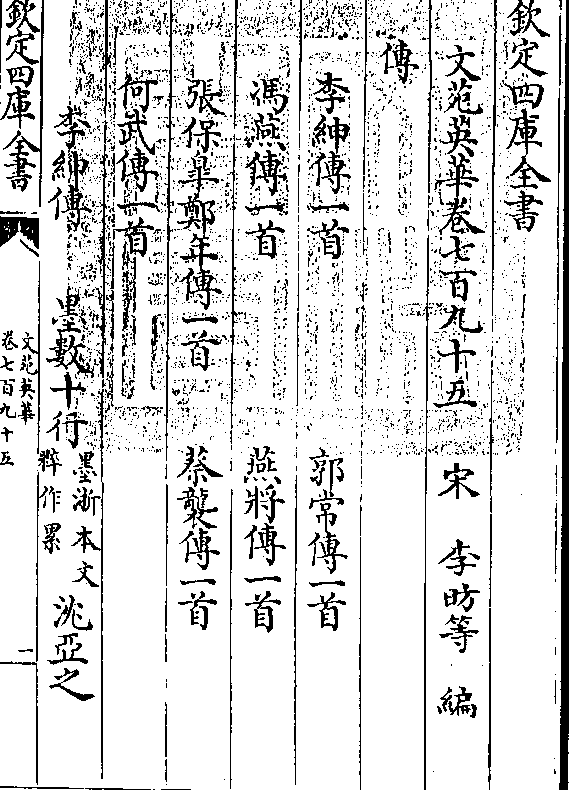 欽定四庫全書
文苑英華卷七百九十五 宋 李昉等 編
傳
李紳傳一首 郭常傳一首
馮燕傳一首 燕將傳一首
張保皐鄭年傳一首 蔡襲傳一首
何武傳一首
李紳傳 墨數十行 墨浙本文粹作累 沈亞之
欽定四庫全書
文苑英華
卷七百九十五
一